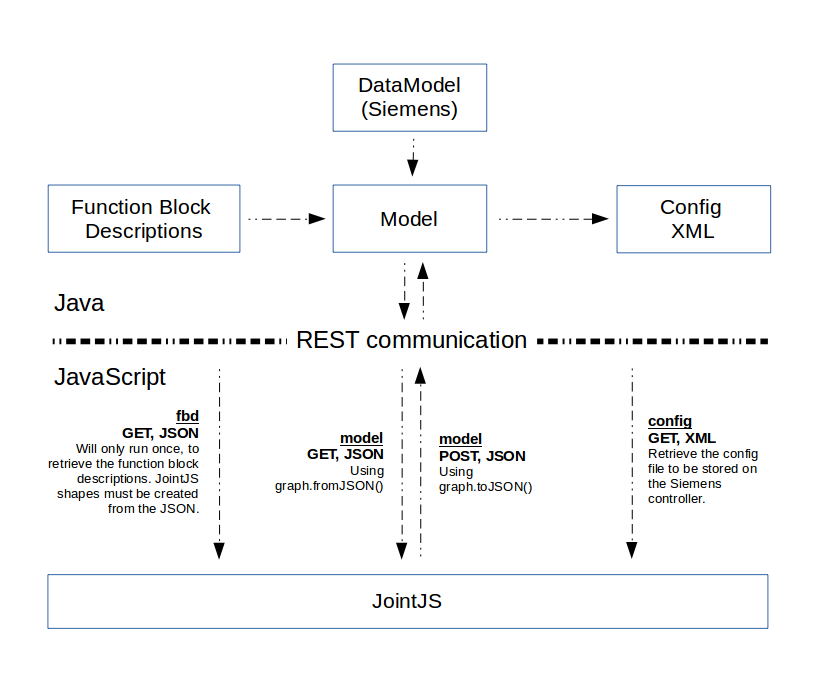 DataModel
(Siemens)
Function Block
Descriptions
Model
Config
XML
Java
REST communication
JavaScript
fbd
GET, JSON
Will only run once, to
retrieve the function block
descriptions. JointJS
shapes must be created
from the JSON.
model
GET, JSON
Using
graph.fromJSON()
model
POST, JSON
Using
graph.toJSON()
config
GET, XML
Retrieve the config
file to be stored on
the Siemens
controller.
JointJS